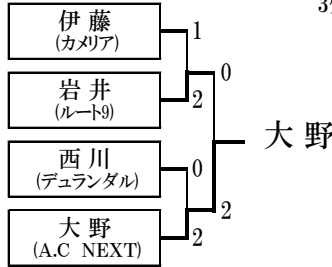 3
伊藤
(カメリア)
1
0
岩井
(ルート9)
2
大野
西川
(デュランダル)
0
2
大野
(A.C NEXT)
2